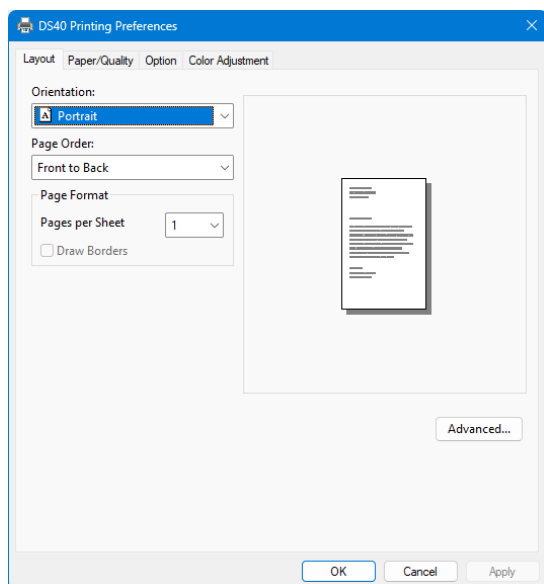 DS40 Printing Preferences
Layout Paper/Quality Option Color Adjustment
Orientation:
A Portrait
Page Order:
Front to Back
Page Format
Pages per Sheet 1
Draw Borders
Advanced...
OK Cancel Apply